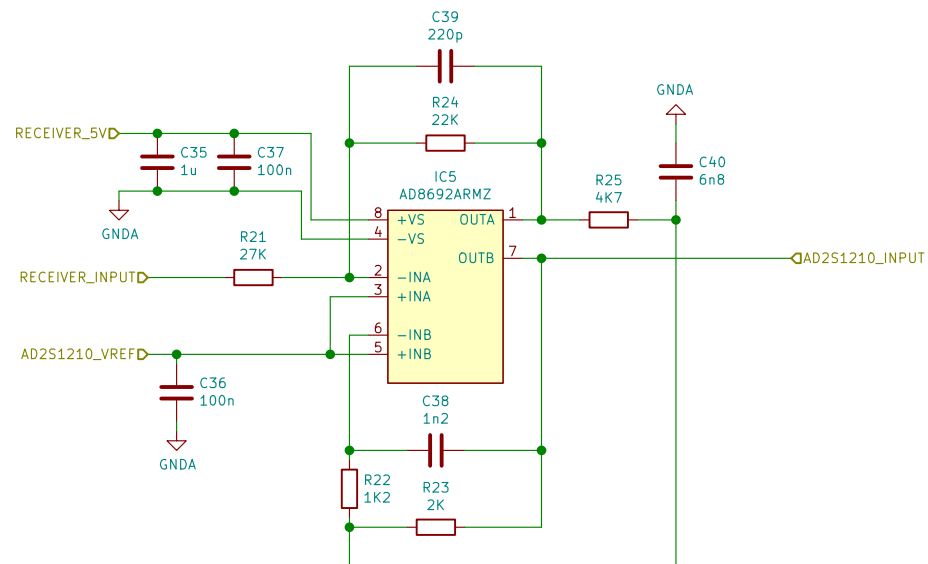 C39
220p
GNDA
R24
22K
RECEIVER_5V
C35
1u
C37
100n
C40
6n8
IC5
AD8692ARMZ
R25
4K7
GNDA
8
+VS
OUTA
1
4
-VS
R21
27K
OUTB
7
AD2S1210_INPUT
RECEIVER_INPUT
2
-INA
3
+INA
6
-INB
AD2S1210_VREF
5
+INB
C36
100n
C38
1n2
GNDA
R22
1K2
R23
2K